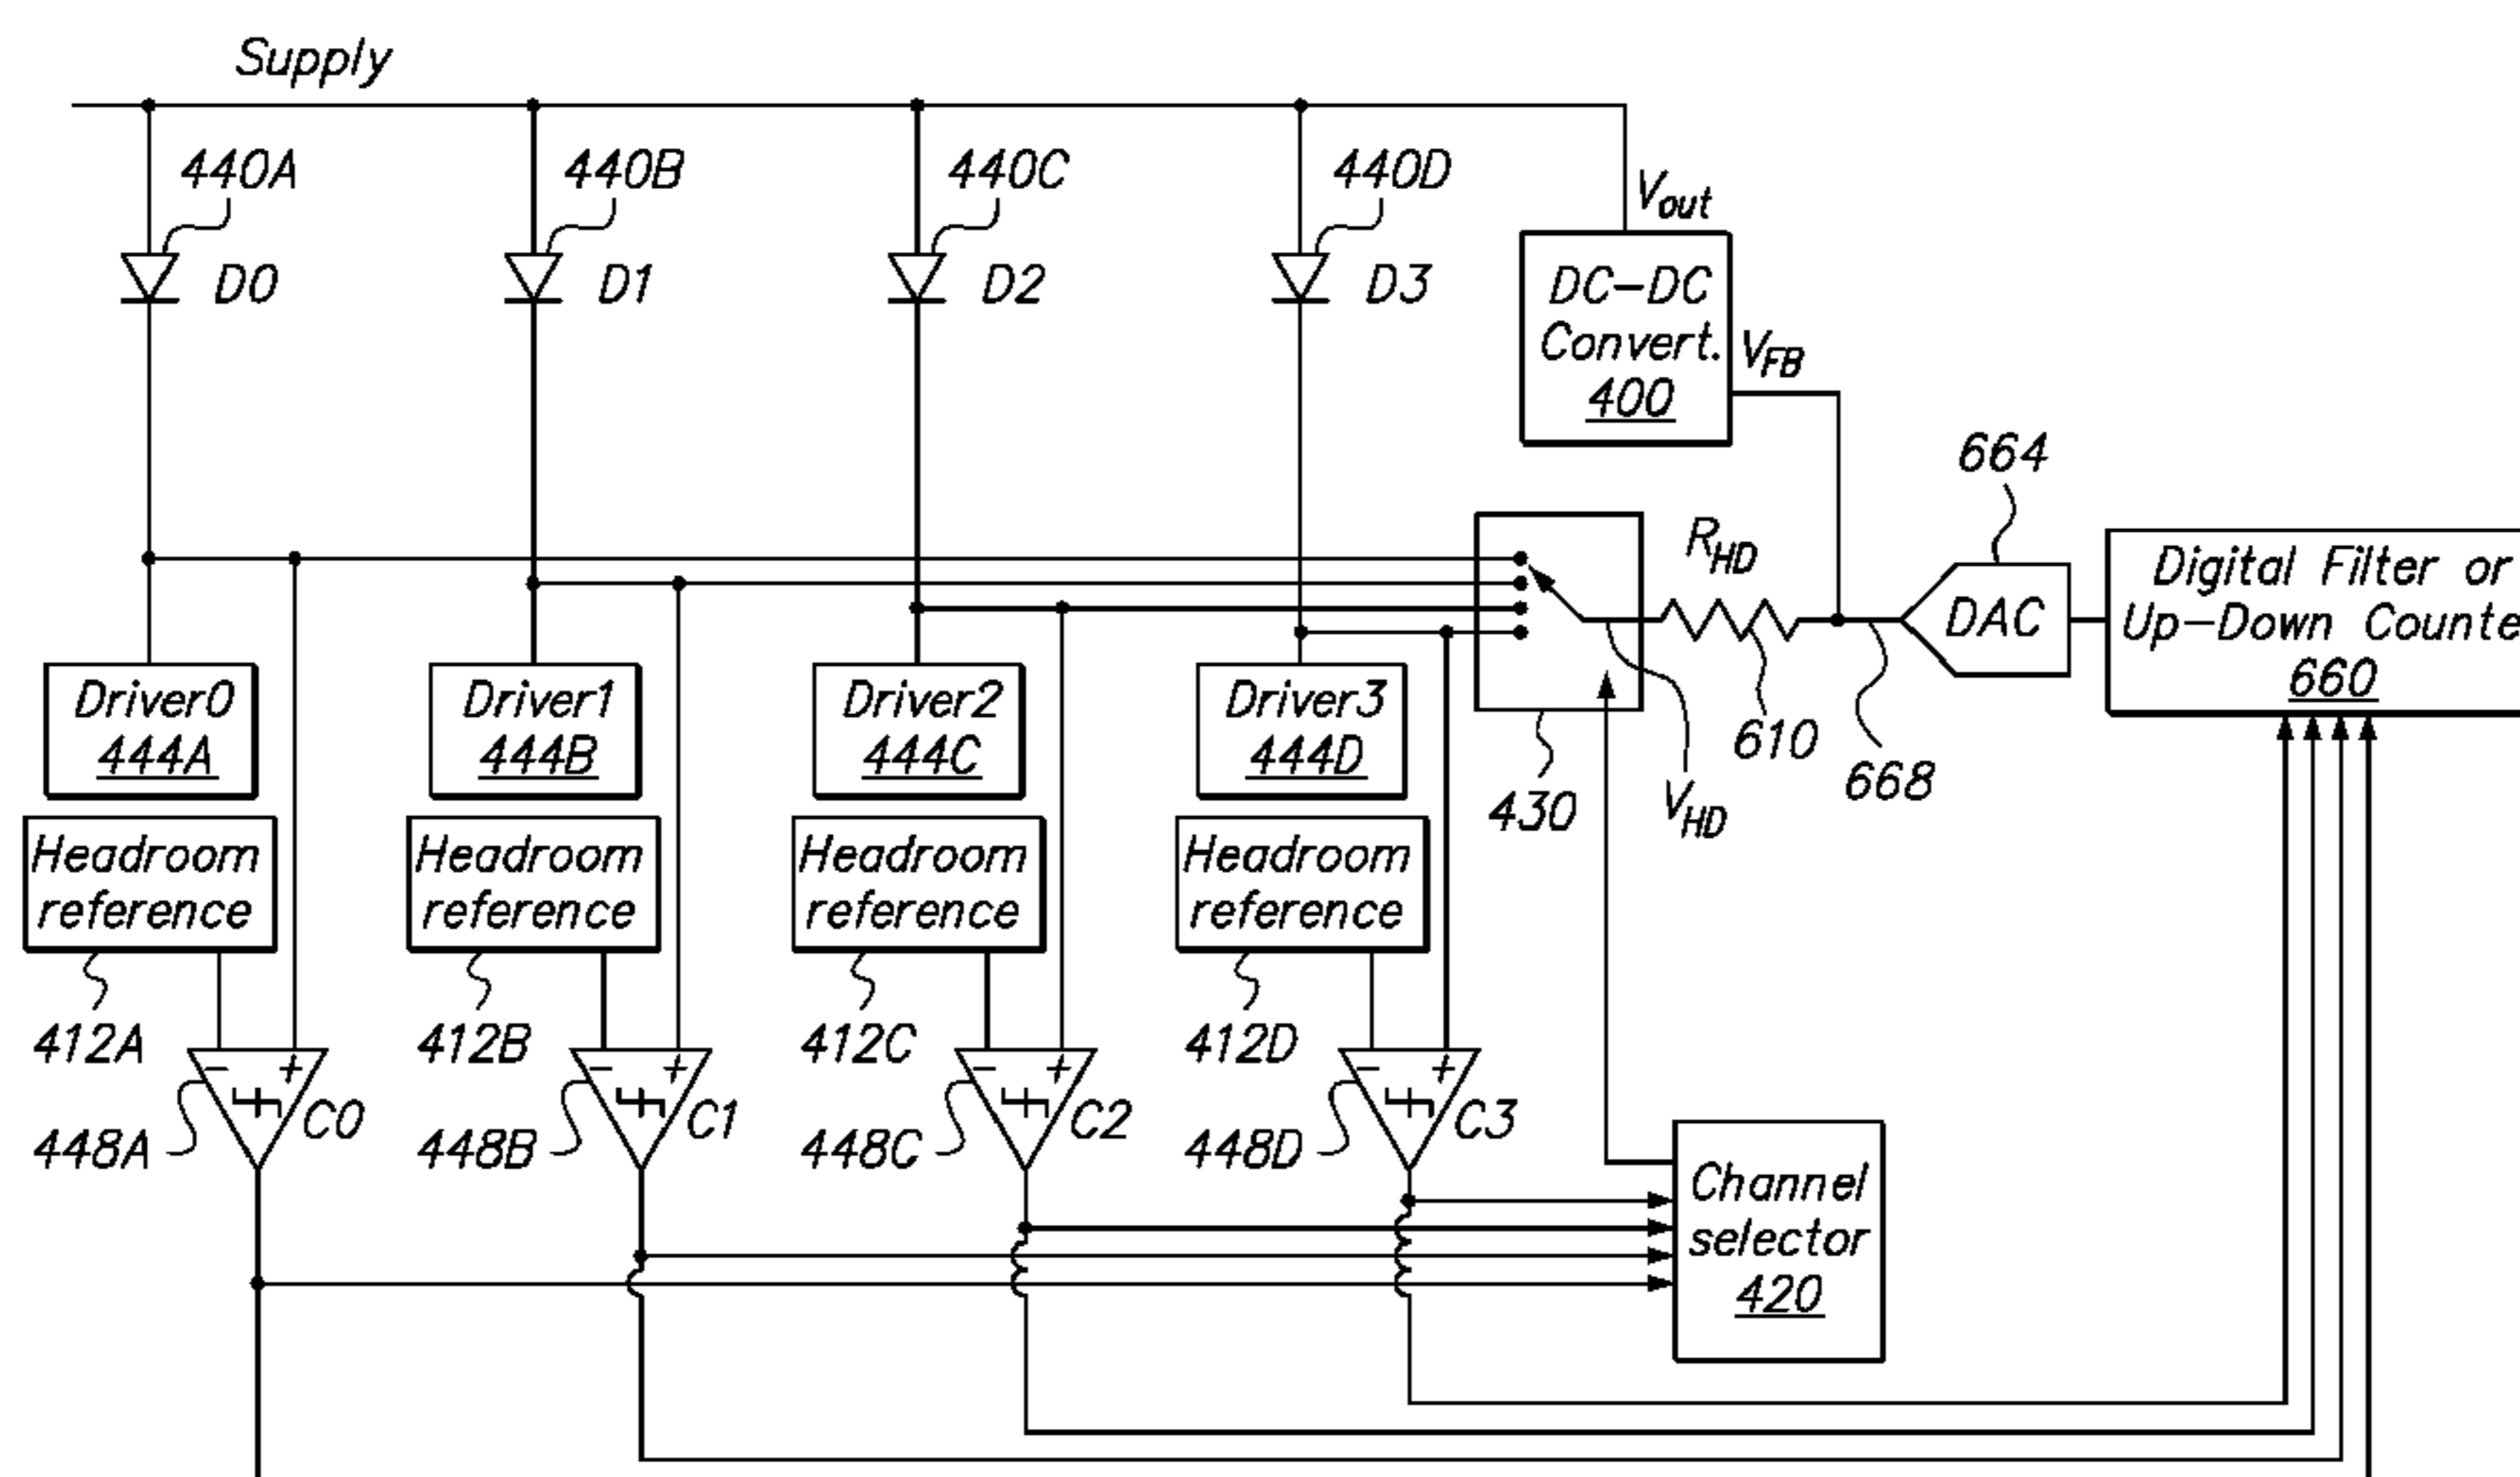 Supply
440A
440B
440C
440D
Vout
D0
D1
D2
D3
DC-DC
Convert.
400
VFB
664
RHD
DAC
Digital Filter or
Up-Down Counte
660
Driver0
444A
Driver1
444B
Driver2
444C
Driver3
444D
430
VHD
610
668
Headroom
reference
Headroom
reference
Headroom
reference
Headroom
reference
412A
412B
412C
412D
- +
- +
- +
- +
C0
C1
C2
C3
448A
448B
448C
448D
Channel
selector
420